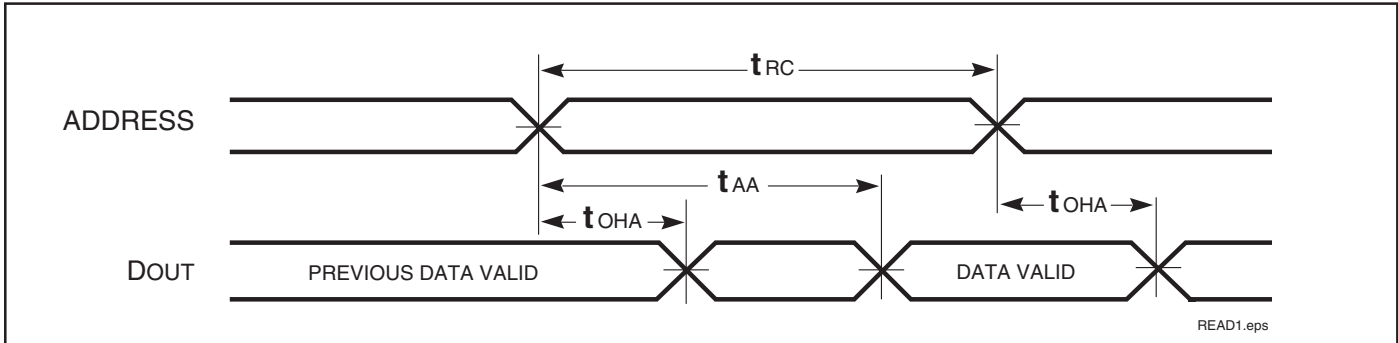 tRC
ADDRESS
tAA
tOHA
tOHA
DOUT
PREVIOUS DATA VALID
DATA VALID
READ1.eps